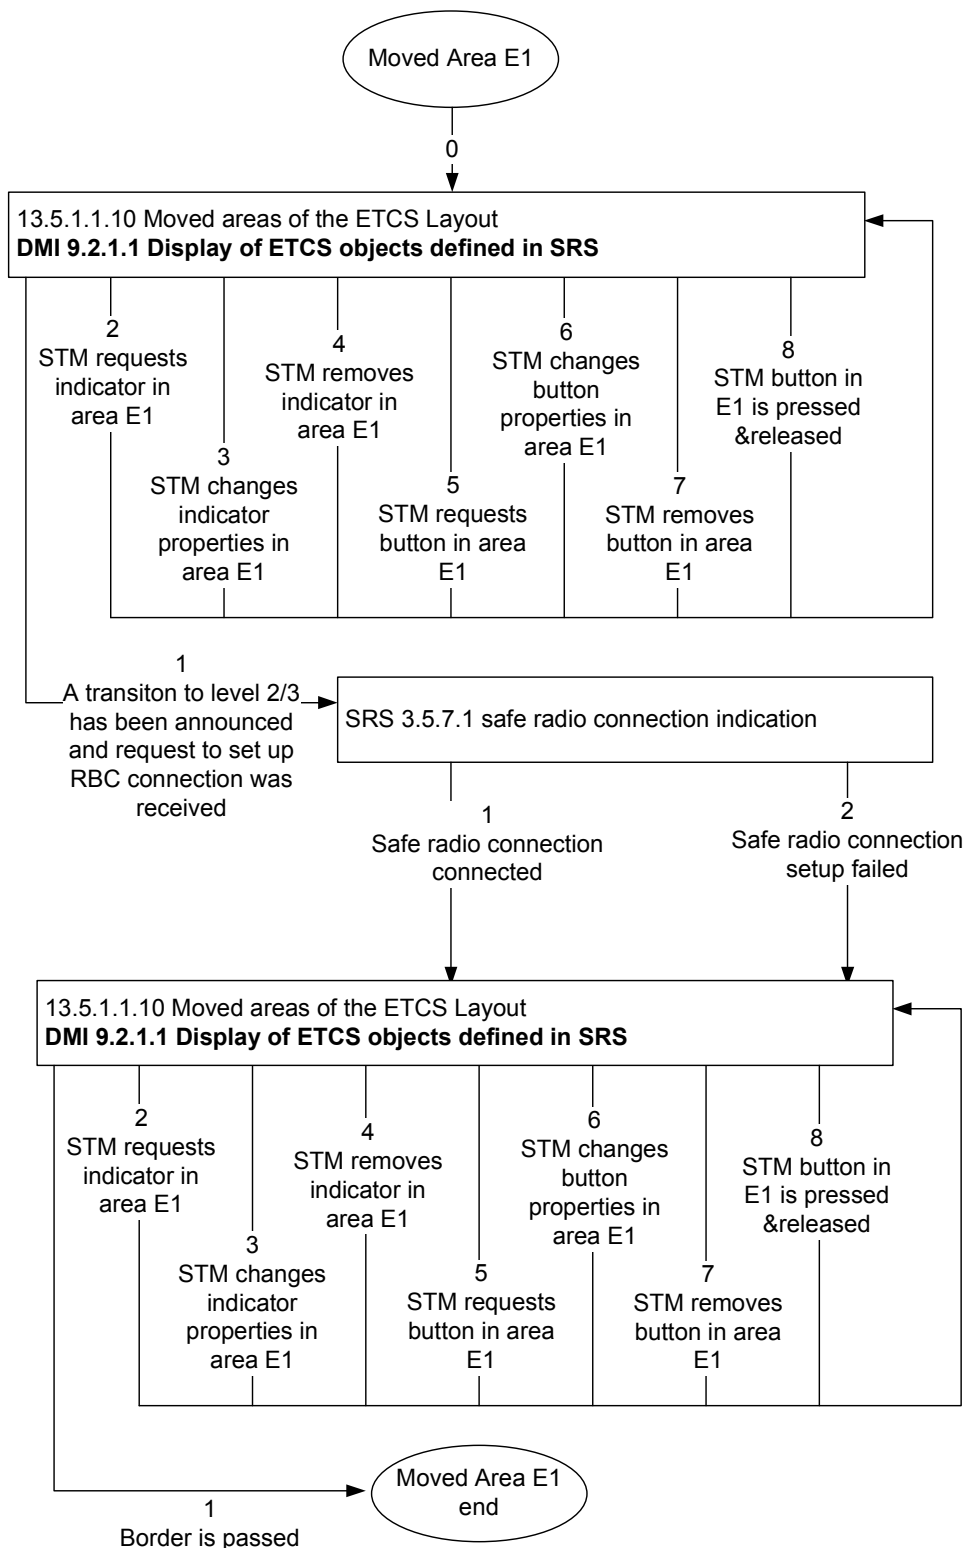 Moved Area E1
0
13.5.1.1.10 Moved areas of the ETCS Layout
DMI 9.2.1.1 Display of ETCS objects defined in SRS
2
STM requests
indicator in
area E1
3
STM changes
indicator
properties in
area E1
4
STM removes
indicator in
area E1
5
STM requests
button in area
E1
6
STM changes
button
properties in
area E1
7
STM removes
button in area
E1
8
STM button in
E1 is pressed
&released
1
A transiton to level 2/3
has been announced
and request to set up
RBC connection was
received
SRS 3.5.7.1 safe radio connection indication
1
Safe radio connection
connected
2
Safe radio connection
setup failed
13.5.1.1.10 Moved areas of the ETCS Layout
DMI 9.2.1.1 Display of ETCS objects defined in SRS
2
STM requests
indicator in
area E1
3
STM changes
indicator
properties in
area E1
4
STM removes
indicator in
area E1
5
STM requests
button in area
E1
6
STM changes
button
properties in
area E1
7
STM removes
button in area
E1
8
STM button in
E1 is pressed
&released
1
Border is passed
Moved Area E1
end